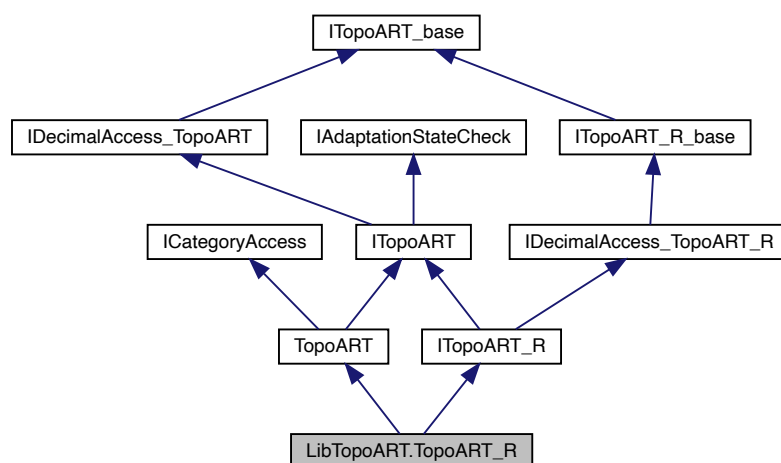 ITopoART_base
IDecimalAccess_TopoART
IAdaptationStateCheck
ITopoART_R_base
ICategoryAccess
ITopoART
IDecimalAccess_TopoART_R
TopoART
ITopoART_R
LibTopoART.TopoART_R